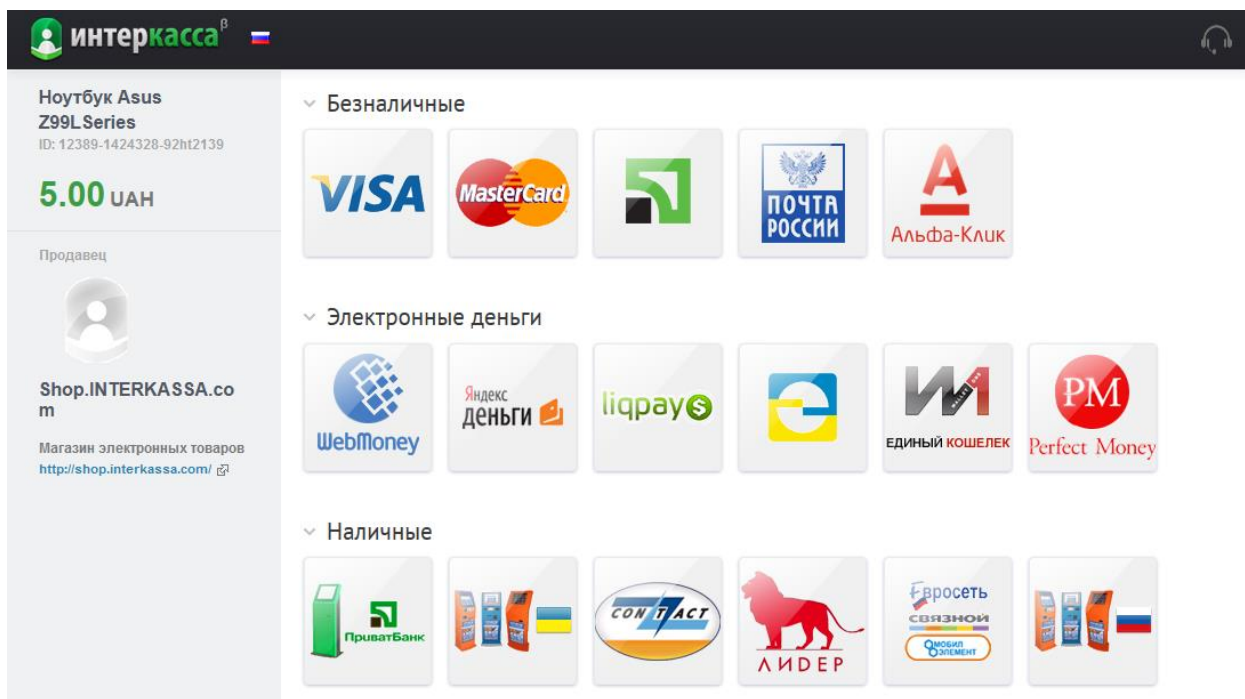 интеркассаβ
Ноутбук Asus
Z99LSeries
ID: 12389-1424328-92ht2139
5.00 UAH
Продавец
Shop.INTERKASSA.co
m
Магазин электронных товаров
http://shop.interkassa.com/
Безналичные
VISA
MasterCard
ПОЧТА
РОССИИ
А
Альфа-Клик
Электронные деньги
WebMoney
Яндекс
деньги
liqpay
ЕДИНЫЙ КОШЕЛЕК
PM
Perfect Money
Наличные
ПриватБанк
CONTACT
ЛИДЕР
Евросеть
СВЯЗНОЙ
МОБИЛ
ЭЛЕМЕНТ